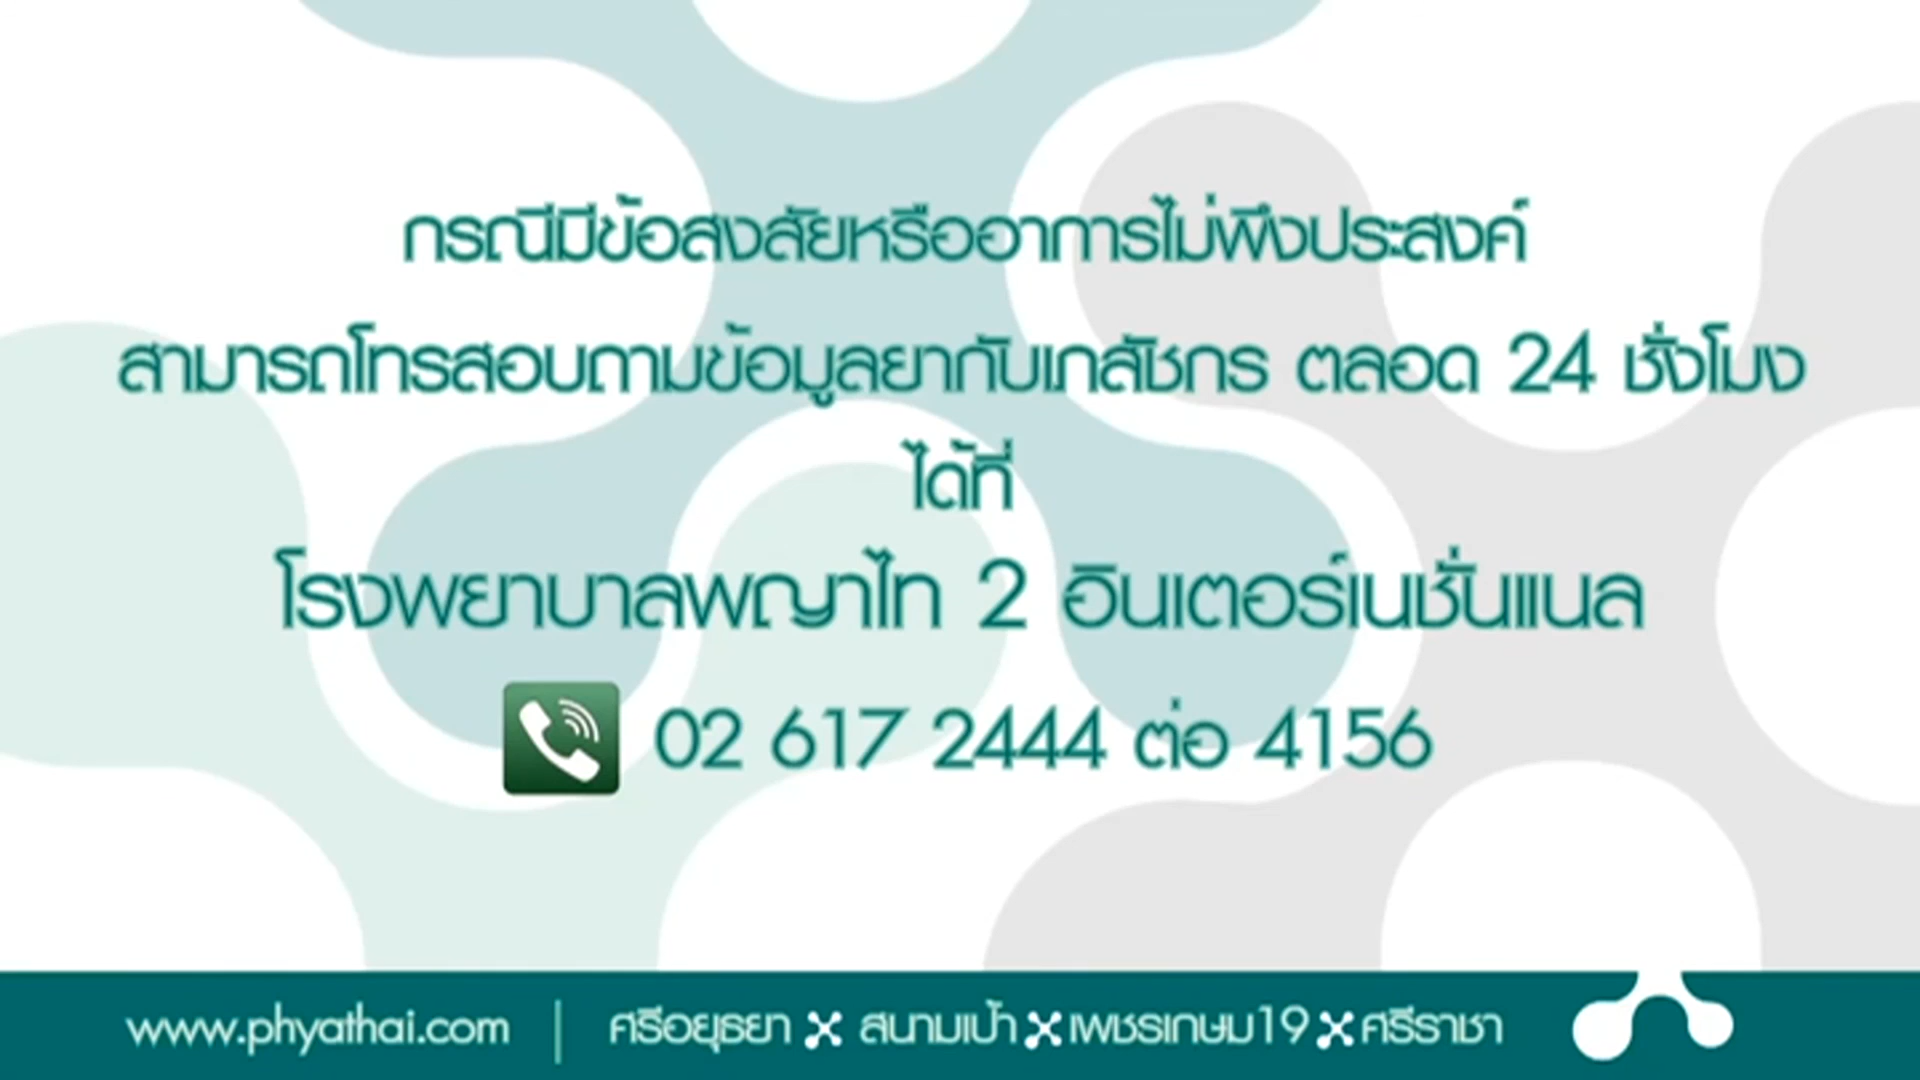 กรณีมีข้อสงสัยหรืออาการไม่พึงประสงค์
สามารถโทรสอบถามข้อมูลยากับเภสัชกร ตลอด 24 ชั่วโมง
ได้ที่
โรงพยาบาลพญาไท 2 อินเตอร์เนชั่นแนล
02 617 2444 ต่อ 4156
www.phyathai.com | ศรีอยุธยา สนามเป้า เพชรเกษม19 ศรีราชา